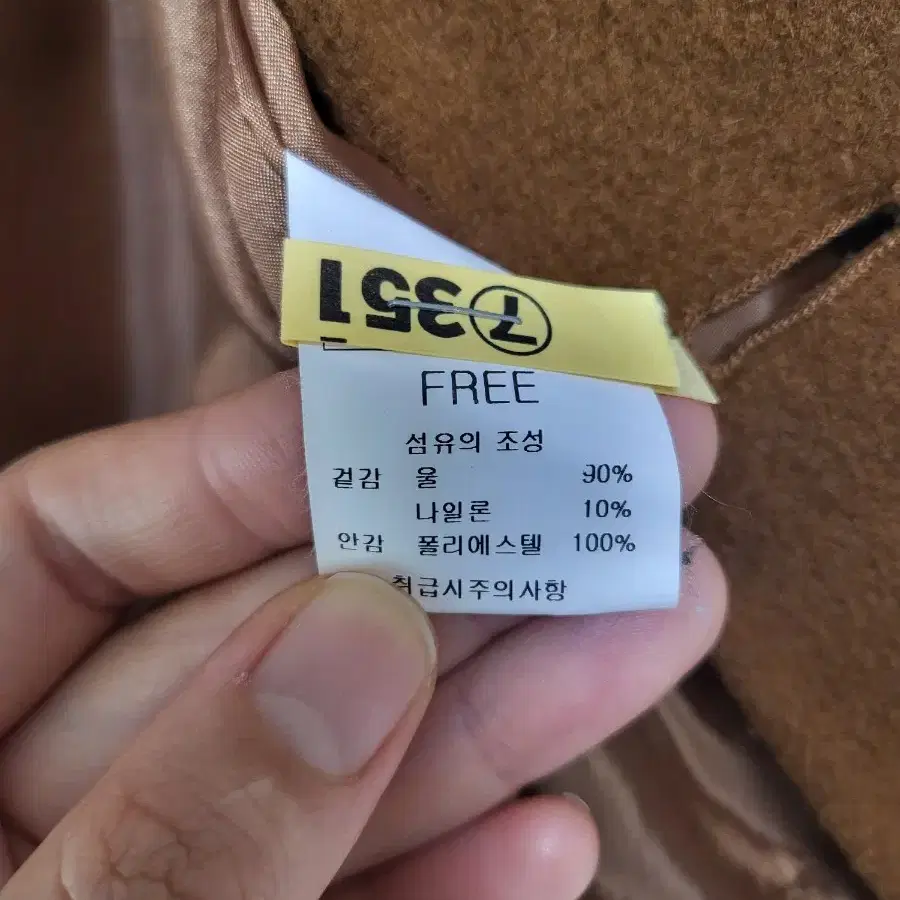 ⑦351
FREE
섬유의 조성
겉감 울 90%
나일론 10%
안감 폴리에스텔 100%
취급시주의사항